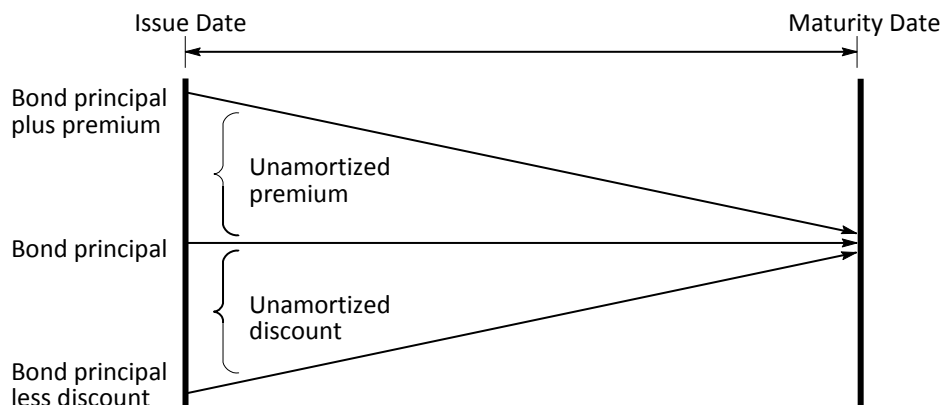 Issue Date
Maturity Date
Bond principal
plus premium
Unamortized
premium
Bond principal
Unamortized
discount
Bond principal
less discount